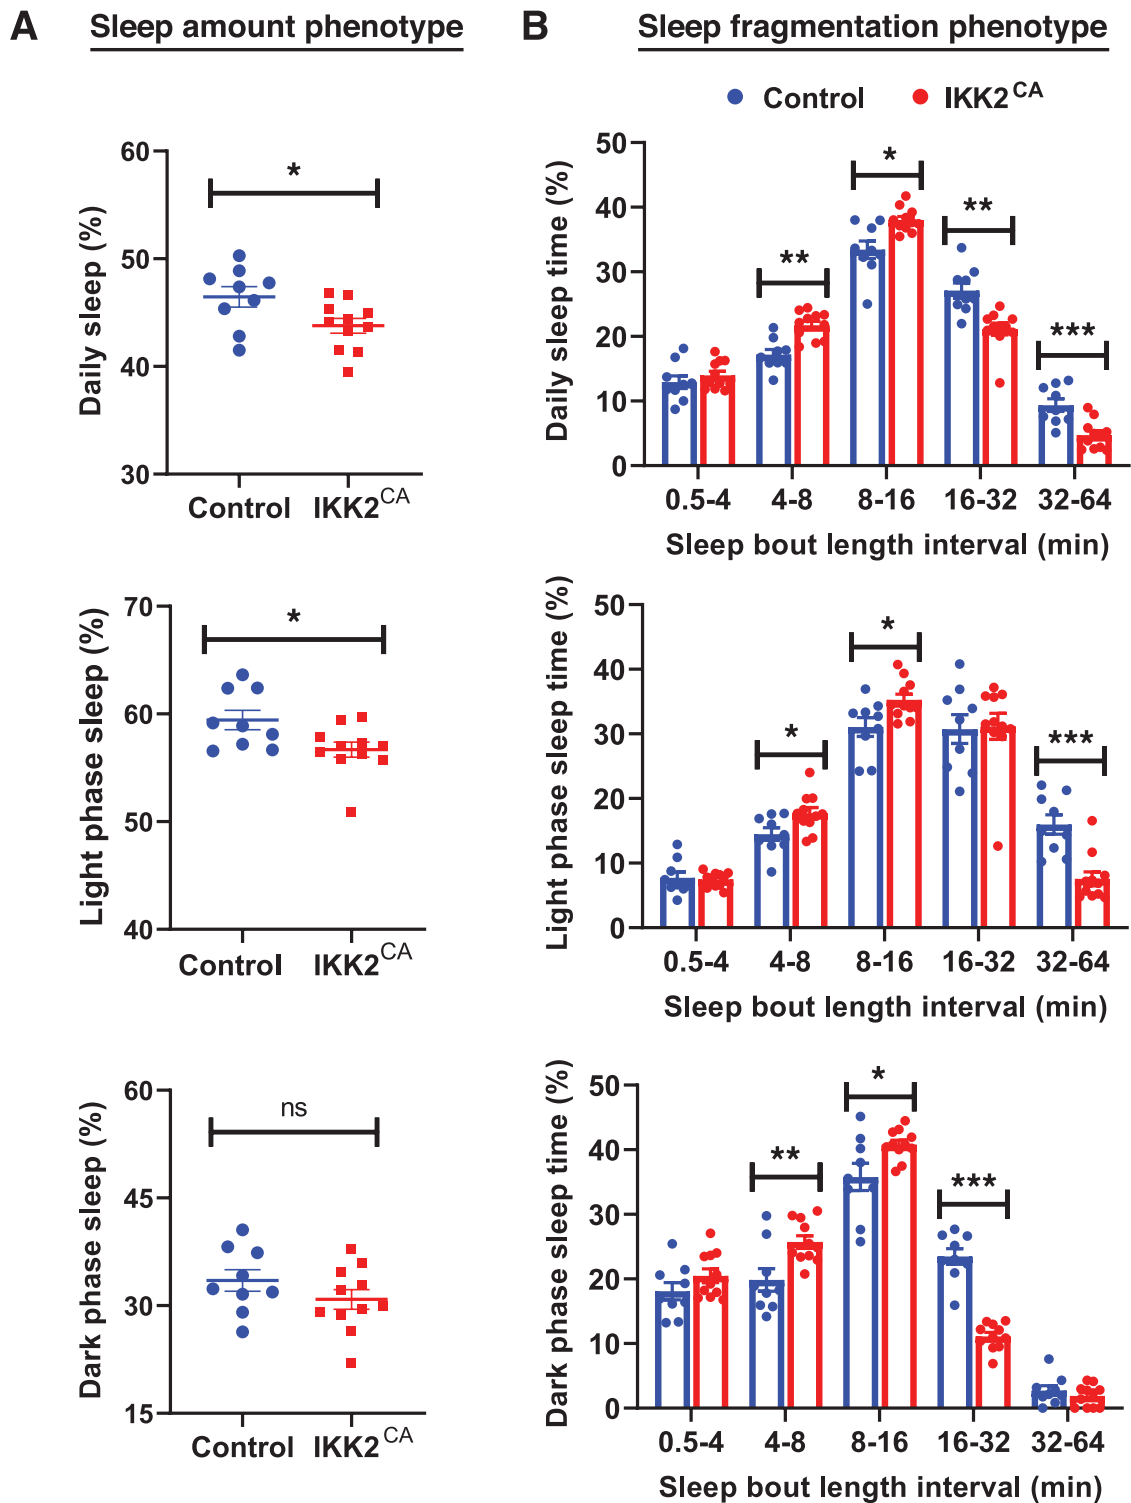 A Sleep amount phenotype
B Sleep fragmentation phenotype
Control IKK2CA
60
50
40
30
Daily sleep (%)
*
Control IKK2CA
50
40
30
20
10
0
Daily sleep time (%)
** * ** ***
0.5-4 4-8 8-16 16-32 32-64
Sleep bout length interval (min)
70
60
50
40
Light phase sleep (%)
*
Control IKK2CA
50
40
30
20
10
0
Light phase sleep time (%)
* * ***
0.5-4 4-8 8-16 16-32 32-64
Sleep bout length interval (min)
60
45
30
15
Dark phase sleep (%)
ns
Control IKK2CA
50
40
30
20
10
0
Dark phase sleep time (%)
** * ***
0.5-4 4-8 8-16 16-32 32-64
Sleep bout length interval (min)